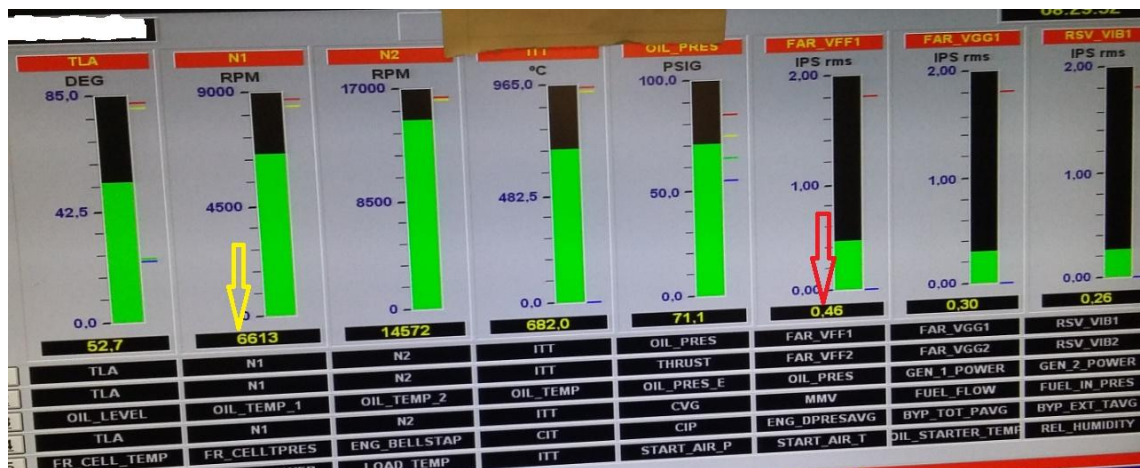 08:29:32
TLA N1 N2 ITT OIL_PRES FAR_VFF1 FAR_VGG1 RSV_VIB1
DEG RPM RPM °C PSIG IPS rms IPS rms IPS rms
85,0 9000 17000 965,0 100,0 2,00 2,00 2,00
42,5 4500 8500 482,5 50,0 1,00 1,00 1,00
0,0 0 0,0 0,0 0,00 0,00 0,00
52,7 6613 14572 682,0 71,1 0,46 0,30 0,26
TLA N1 N2 ITT OIL_PRES FAR_VFF1 FAR_VGG1 RSV_VIB1
TLA N1 N2 ITT THRUST FAR_VFF2 FAR_VGG2 RSV_VIB2
OIL_LEVEL OIL_TEMP_1 OIL_TEMP_2 OIL_TEMP OIL_PRES_E OIL_PRES GEN_1_POWER GEN_2_POWER
TLA N1 N2 ITT CVG MMV FUEL_FLOW FUEL_IN_PRES
FR_CELL_TEMP FR_CELLTPRES ENG_BELLSTAP CIT CIP ENG_DPRESAVG BYP_TOT_PAVG BYP_EXT_TAVG
LOAD_TEMP ITT START_AIR_P START_AIR_T OIL_STARTER_TEMP REL_HUMIDITY